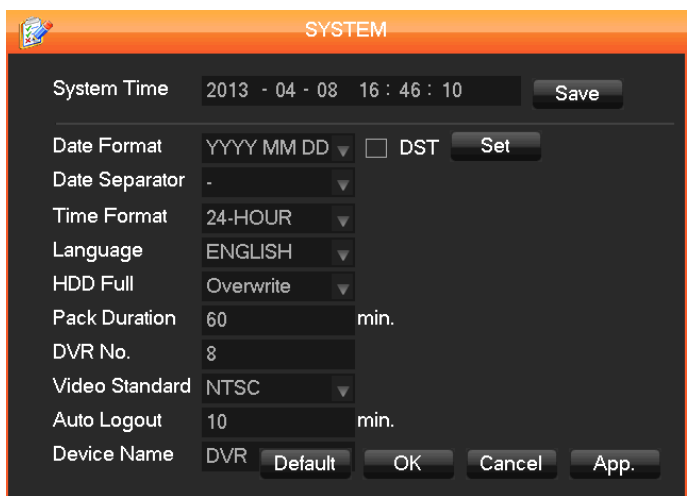 SYSTEM
System Time 2013 - 04 - 08 16 : 46 : 10 Save
Date Format YYYY MM DD DST Set
Date Separator -
Time Format 24-HOUR
Language ENGLISH
HDD Full Overwrite
Pack Duration 60 min.
DVR No. 8
Video Standard NTSC
Auto Logout 10 min.
Device Name DVR Default OK Cancel App.